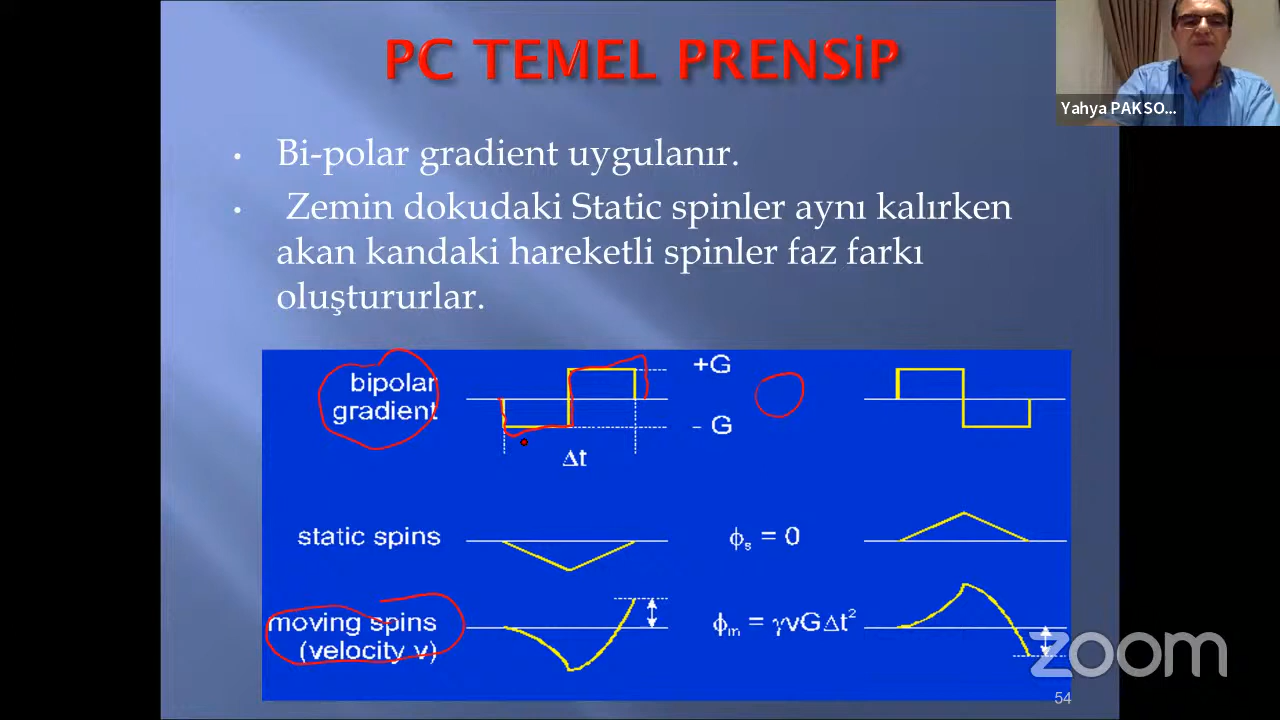 PC TEMEL PRENSİP
Yahya PAKSO...
• Bi-polar gradient uygulanır.
• Zemin dokudaki Static spinler aynı kalırken
akan kandaki hareketli spinler faz farkı
oluştururlar.
bipolar
gradient
+G
- G
Δt
static spins
ϕs = 0
moving spins
(velocity v)
ϕm = γvGΔt²
zoom
54